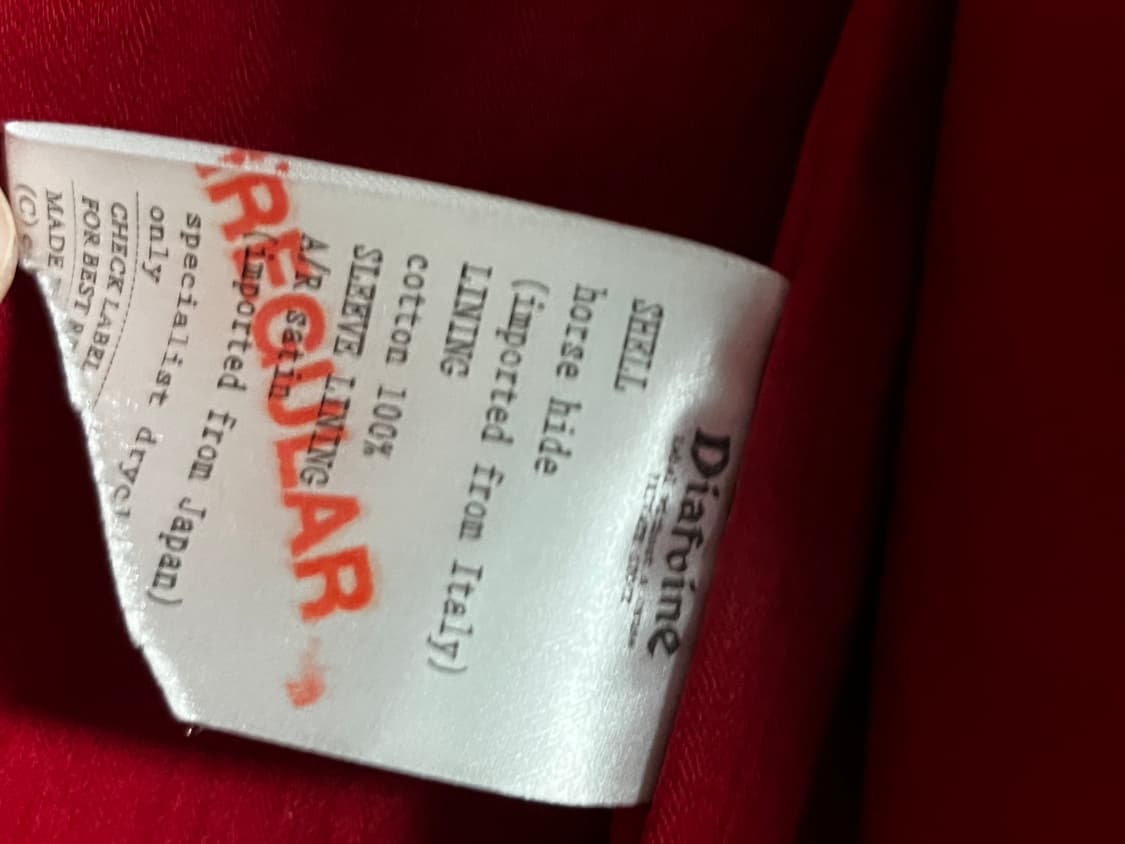 Diafvine
SHELL
horse hide
(imported from Italy)
LINING
cotton 100%
SLEEVE LINING
A/R satin
(imported from Japan)
specialist
only
CHECK LABEL
FOR BEST
MADE
(C)
REGULAR